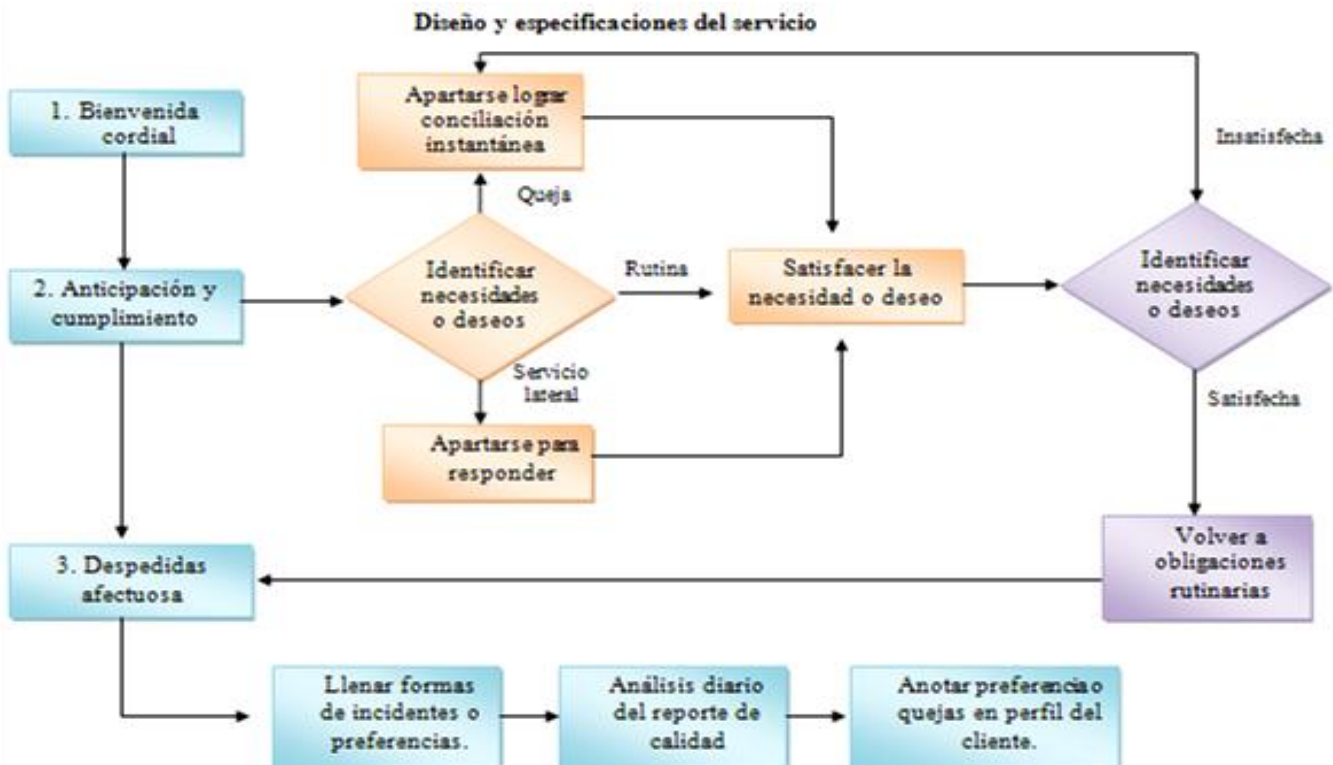 Diseño y especificaciones del servicio
1. Bienvenida
cordial
Apartarse lograr
conciliación
instantánea
Insatisfecha
Queja
2. Anticipación y
cumplimiento
Identificar
necesidades
o deseos
Rutina
Satisfacer la
necesidad o deseo
Identificar
necesidades
o deseos
Servicio
lateral
Satisfecha
Apartarse para
responder
3. Despedidas
afectuosa
Volver a
obligaciones
rutinarias
Llenar formas
de incidentes o
preferencias.
Análisis diario
del reporte de
calidad
Anotar preferencia o
quejas en perfil del
cliente.